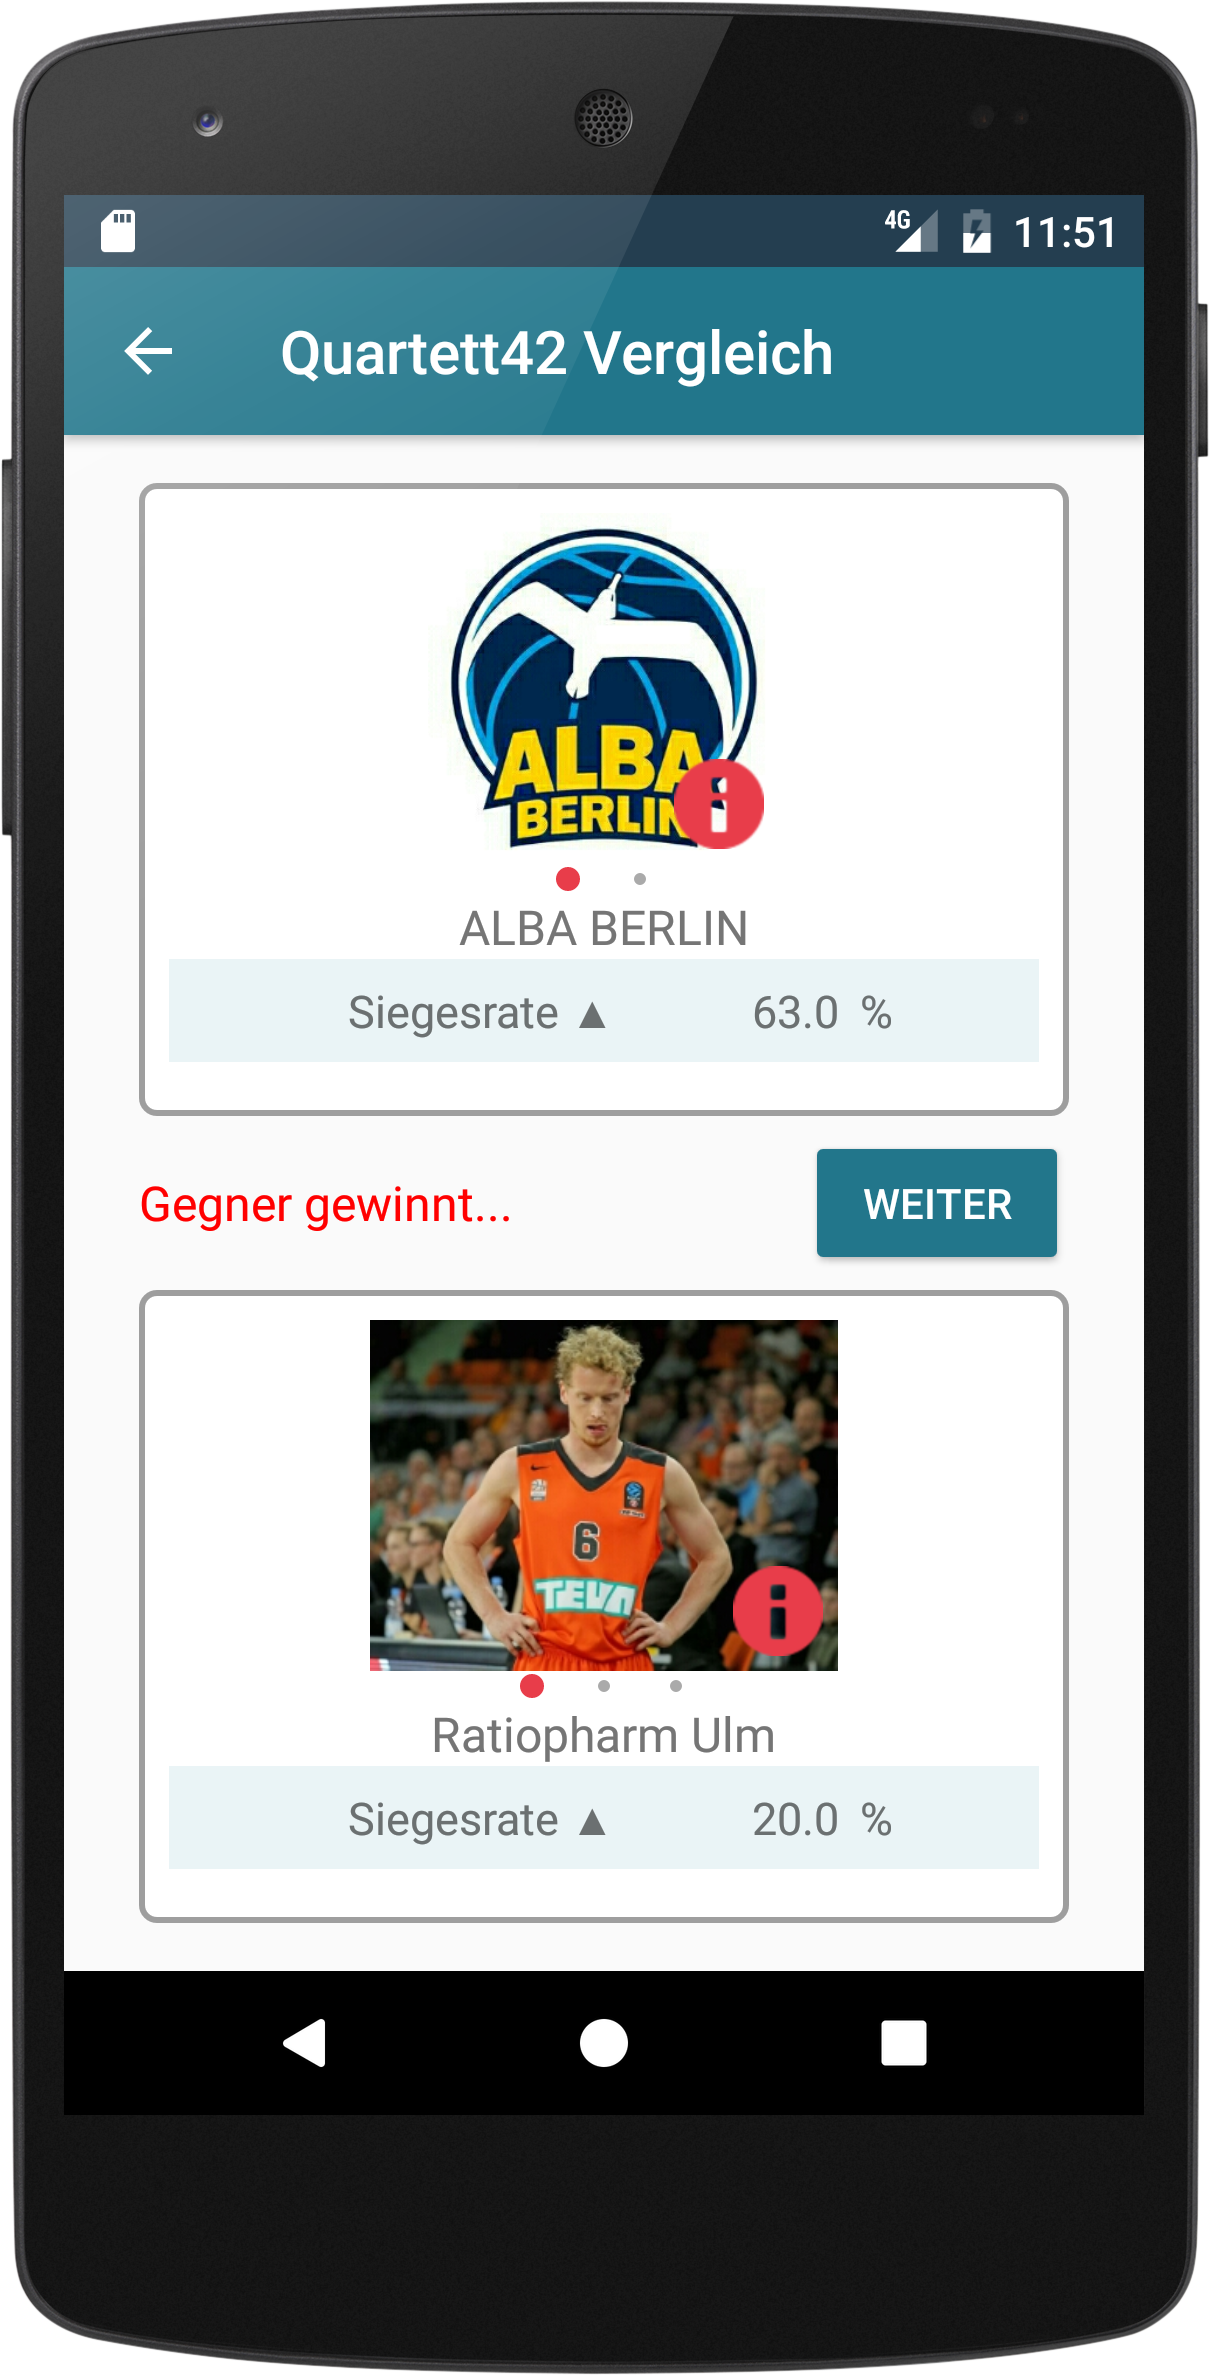 4G 11:51
Quartett42 Vergleich
ALBA
BERLIN
ALBA BERLIN
Siegesrate ▲ 63.0 %
Gegner gewinnt...
WEITER
6
TEVA
Ratiopharm Ulm
Siegesrate ▲ 20.0 %